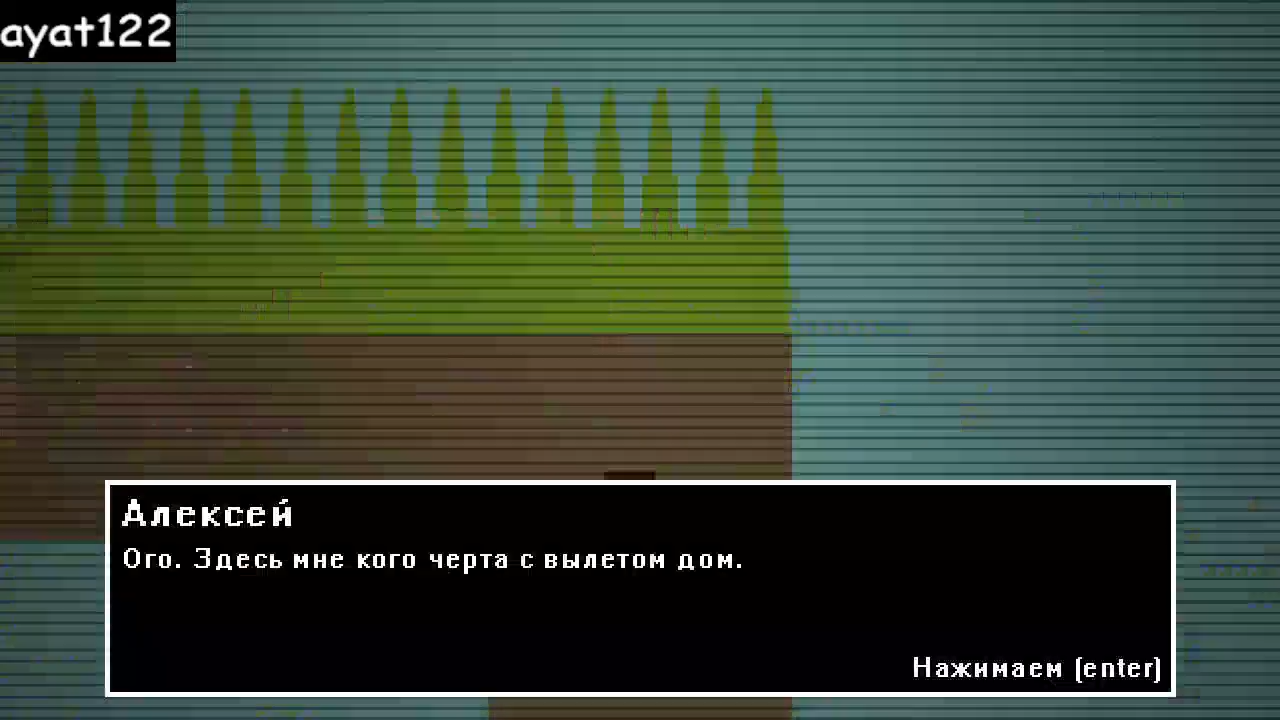 ayat122
Алексей
Ого. Здесь мне кого черта с вылетом дом.
Нажимаем (enter)